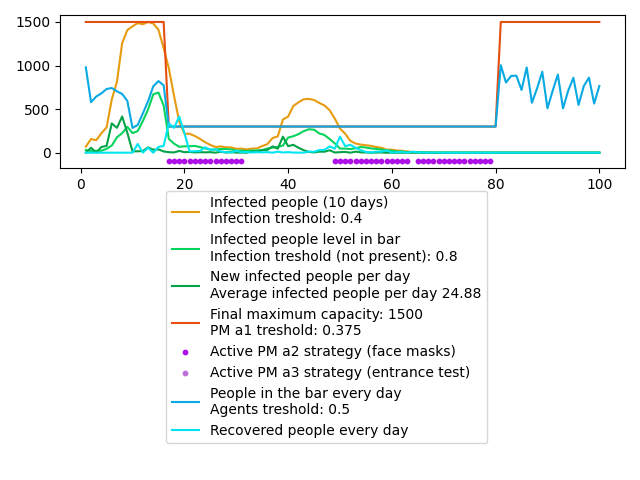 1500
1000
500
0
0 20 40 60 80 100
Infected people (10 days)
Infection treshold: 0.4
Infected people level in bar
Infection treshold (not present): 0.8
New infected people per day
Average infected people per day 24.88
Final maximum capacity: 1500
PM a1 treshold: 0.375
Active PM a2 strategy (face masks)
Active PM a3 strategy (entrance test)
People in the bar every day
Agents treshold: 0.5
Recovered people every day